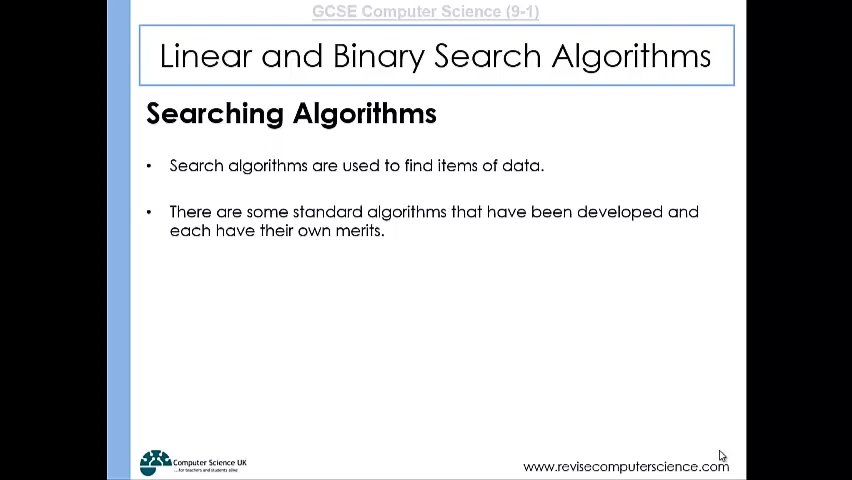 GCSE Computer Science (9-1)
Linear and Binary Search Algorithms
Searching Algorithms
• Search algorithms are used to find items of data.
• There are some standard algorithms that have been developed and
each have their own merits.
Computer Science UK
...for teachers and students alike
www.revisecomputerscience.com